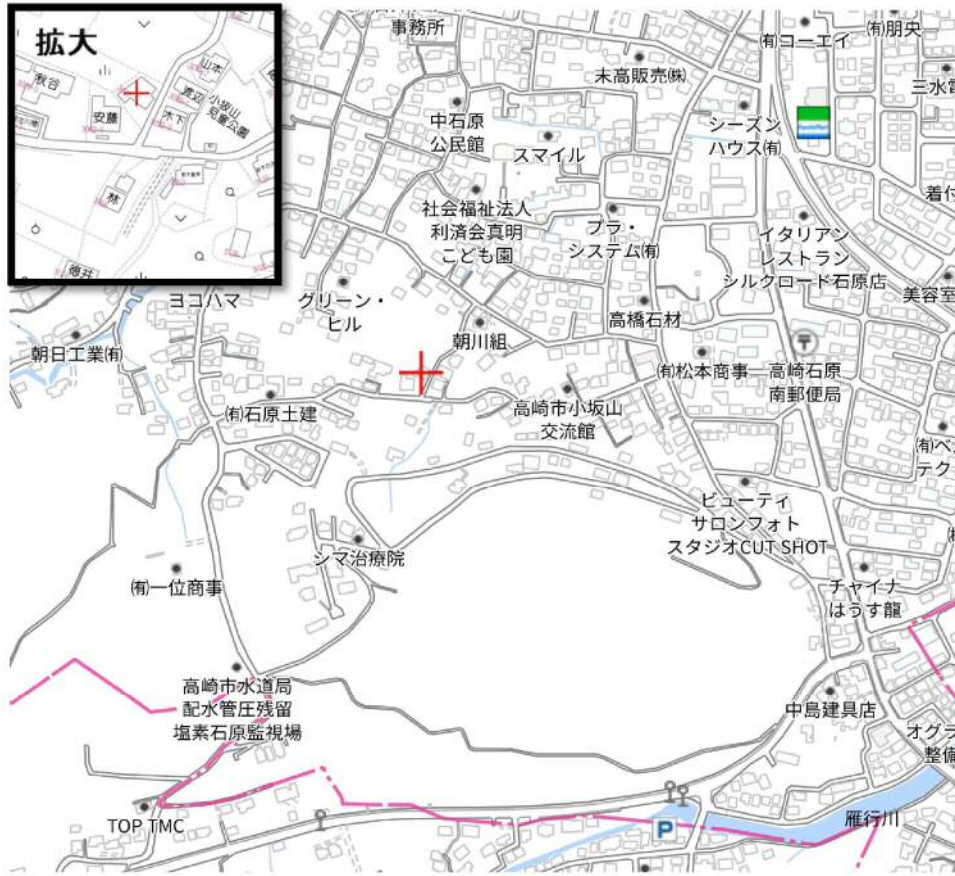 拡大
山本
秋谷
渡辺
小坂山
児童公園
安藤
木下
林
徳井
事務所
㈲コーエイ
㈲朋央
末高販売㈱
三水電
中石原
公民館
スマイル
シーズン
ハウス㈲
社会福祉法人
利済会真明
こども園
プラ・
システム㈲
着付
イタリアン
レストラン
シルクロード石原店
ヨコハマ
グリーン・
ヒル
美容室
高橋石材
朝日工業㈲
朝川組
㈲松本商事
高崎石原
南郵便局
㈲石原土建
高崎市小坂山
交流館
㈲ベ
テク
ビューティ
サロンフォト
スタジオCUT SHOT
シマ治療院
㈲一位商事
チャイナ
はうす龍
高崎市水道局
配水管圧残留
塩素石原監視場
中島建具店
オグラ
整備
TOP TMC
P
雁行川